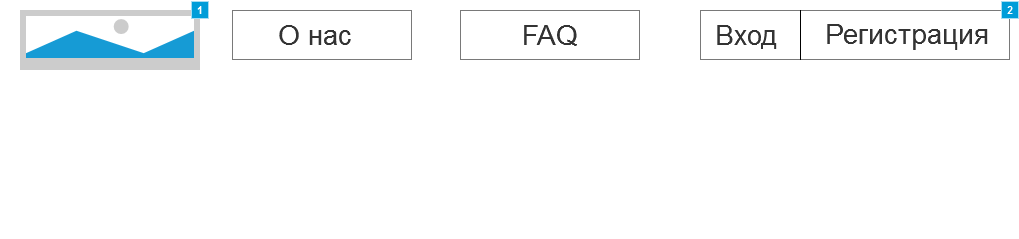 1
О нас
FAQ
Вход
Регистрация
2